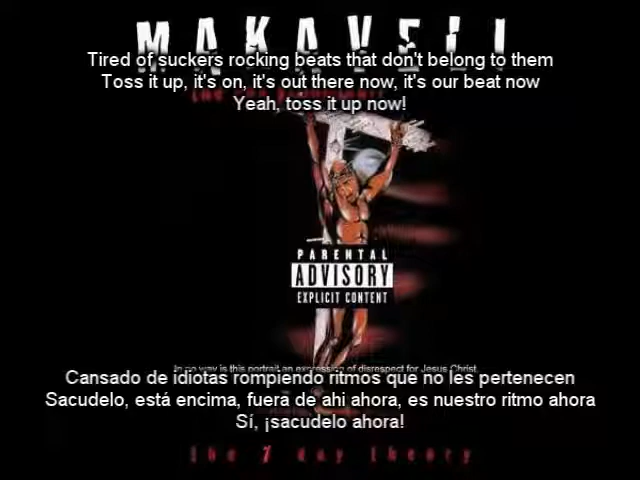 MAKAVELI
Tired of suckers rocking beats that don't belong to them
Toss it up, it's on, it's out there now, it's our beat now
Yeah, toss it up now!
PARENTAL
ADVISORY
EXPLICIT CONTENT
In no way is this portrait an expression of disrespect for Jesus Christ.
Cansado de idiotas rompiendo ritmos que no les pertenecen
Sacudelo, está encima, fuera de ahi ahora, es nuestro ritmo ahora
Sí, ¡sacudelo ahora!
the 7 day theory